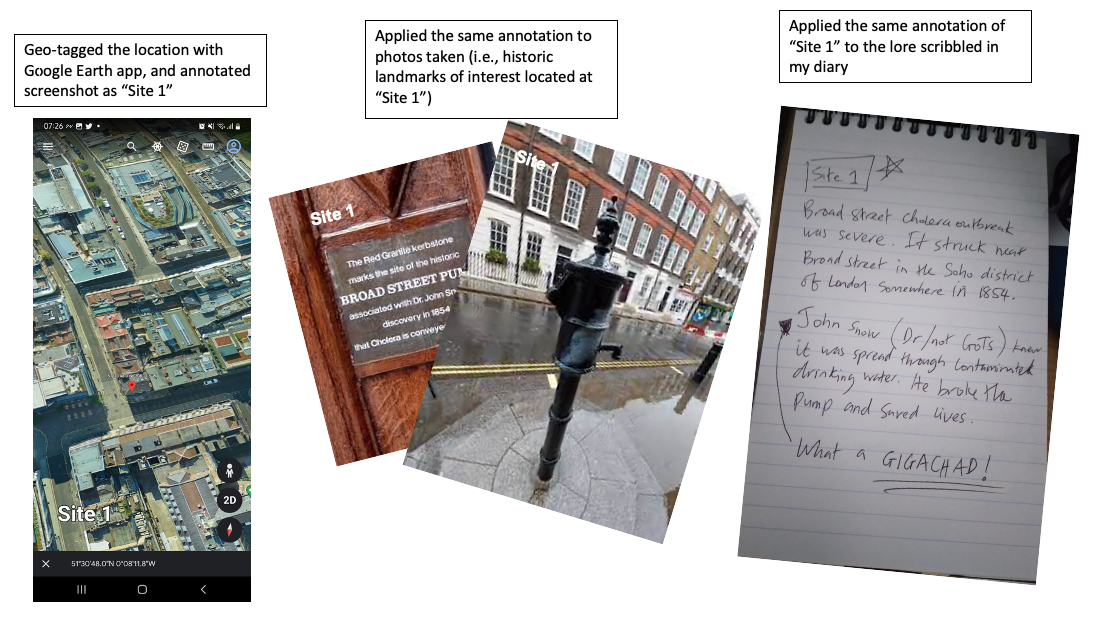 Geo-tagged the location with
Google Earth app, and annotated
screenshot as “Site 1”
Applied the same annotation to
photos taken (i.e., historic
landmarks of interest located at
“Site 1”)
Applied the same annotation of
“Site 1” to the lore scribbled in
my diary
07:26
2D
Site 1
51°30'48.0"N 0°08'11.8"W
Site 1
The Red Granite kerbstone
marks the site of the historic
BROAD STREET PUM
associated with Dr. John Sn
discovery in 1854
that Cholera is conveye
Site 1
Site 1
Broad street cholera outbreak
was severe. It struck near
Broad street in the Soho district
of London somewhere in 1854.
John Snow (Dr/not GoTs) knew
it was spread through contaminated
drinking water. He broke the
pump and saved lives.
What a GIGACHAD!